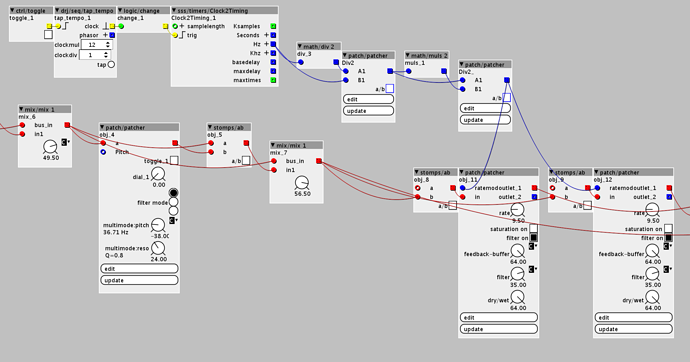 ctrl/toggle
toggle_1
drj/seq/tap_tempo
tap_tempo_1
clock
phasor
clockmul 12
clockdiv 1
tap
logic/change
change_1
sss/timers/Clock2Timing
Clock2Timing_1
samplelength
trig
Ksamples
Seconds
Hz
Khz
basedelay
maxdelay
maxtimes
math/div 2
div_3
patch/patcher
Div2
A1
B1
a/b
edit
update
math/muls 2
muls_1
patch/patcher
Div2_
A1
B1
a/b
edit
update
mix/mix 1
mix_6
bus_in
in1
49.50
patch/patcher
obj_4
a
Pitch
toggle_1
dial_1
0.00
filter mode
multimode:pitch
36.71 Hz
-38.00
multimode:reso
Q=0.8
24.00
edit
update
stomps/ab
obj_5
a
b
a/b
mix/mix 1
mix_7
bus_in
in1
56.50
stomps/ab
obj_8
a
b
a/b
patch/patcher
obj_11
ratemod outlet_1
in outlet_2
rate
9.50
saturation on
filter on
feedback-buffer
64.00
filter
35.00
dry/wet
64.00
edit
update
stomps/ab
obj_9
a
b
a/b
patch/patcher
obj_12
ratemod outlet_1
in outlet_2
rate
9.50
saturation on
filter on
feedback-buffer
64.00
filter
35.00
dry/wet
64.00
edit
update